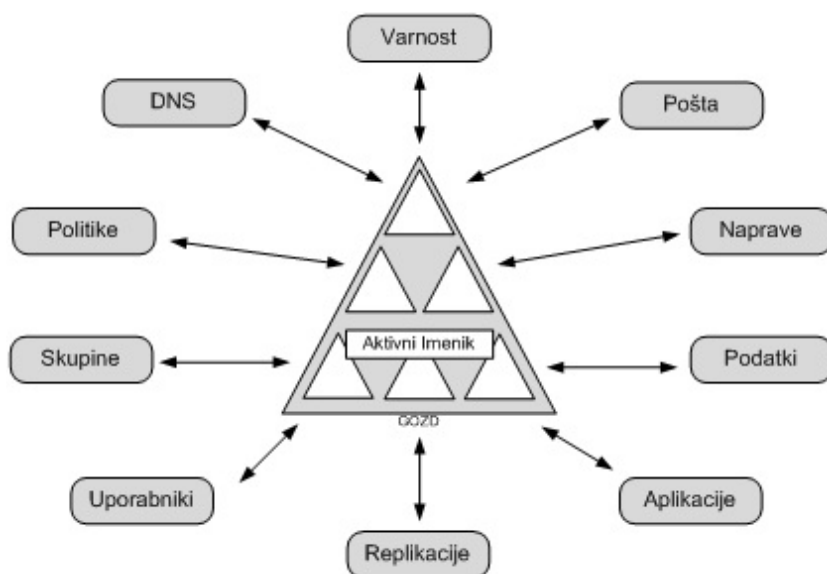 Varnost
DNS
Pošta
Politike
Naprave
Aktivni Imenik
Skupine
Podatki
GOZD
Uporabniki
Aplikacije
Replikacije